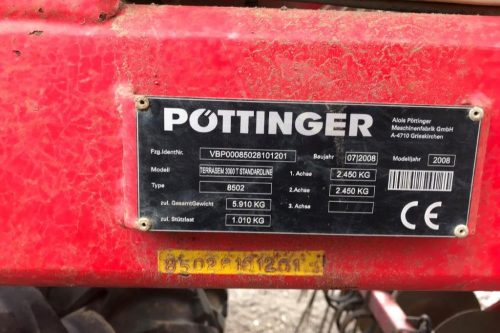 PÖTTINGER
Alois Pöttinger
Maschinenfabrik GmbH
A-4710 Grieskirchen
Fzg.IdentNr. VBP00085028101201 Baujahr 07|2008 Modelljahr 2008
Modell TERRASEM 3000 T STANDARDLINE 1. Achse 2.450 KG
Type 8502 2. Achse 2.450 KG
zul. GesamtGewicht 5.910 KG 3. Achse
zul. Stützlast 1.010 KG
CE